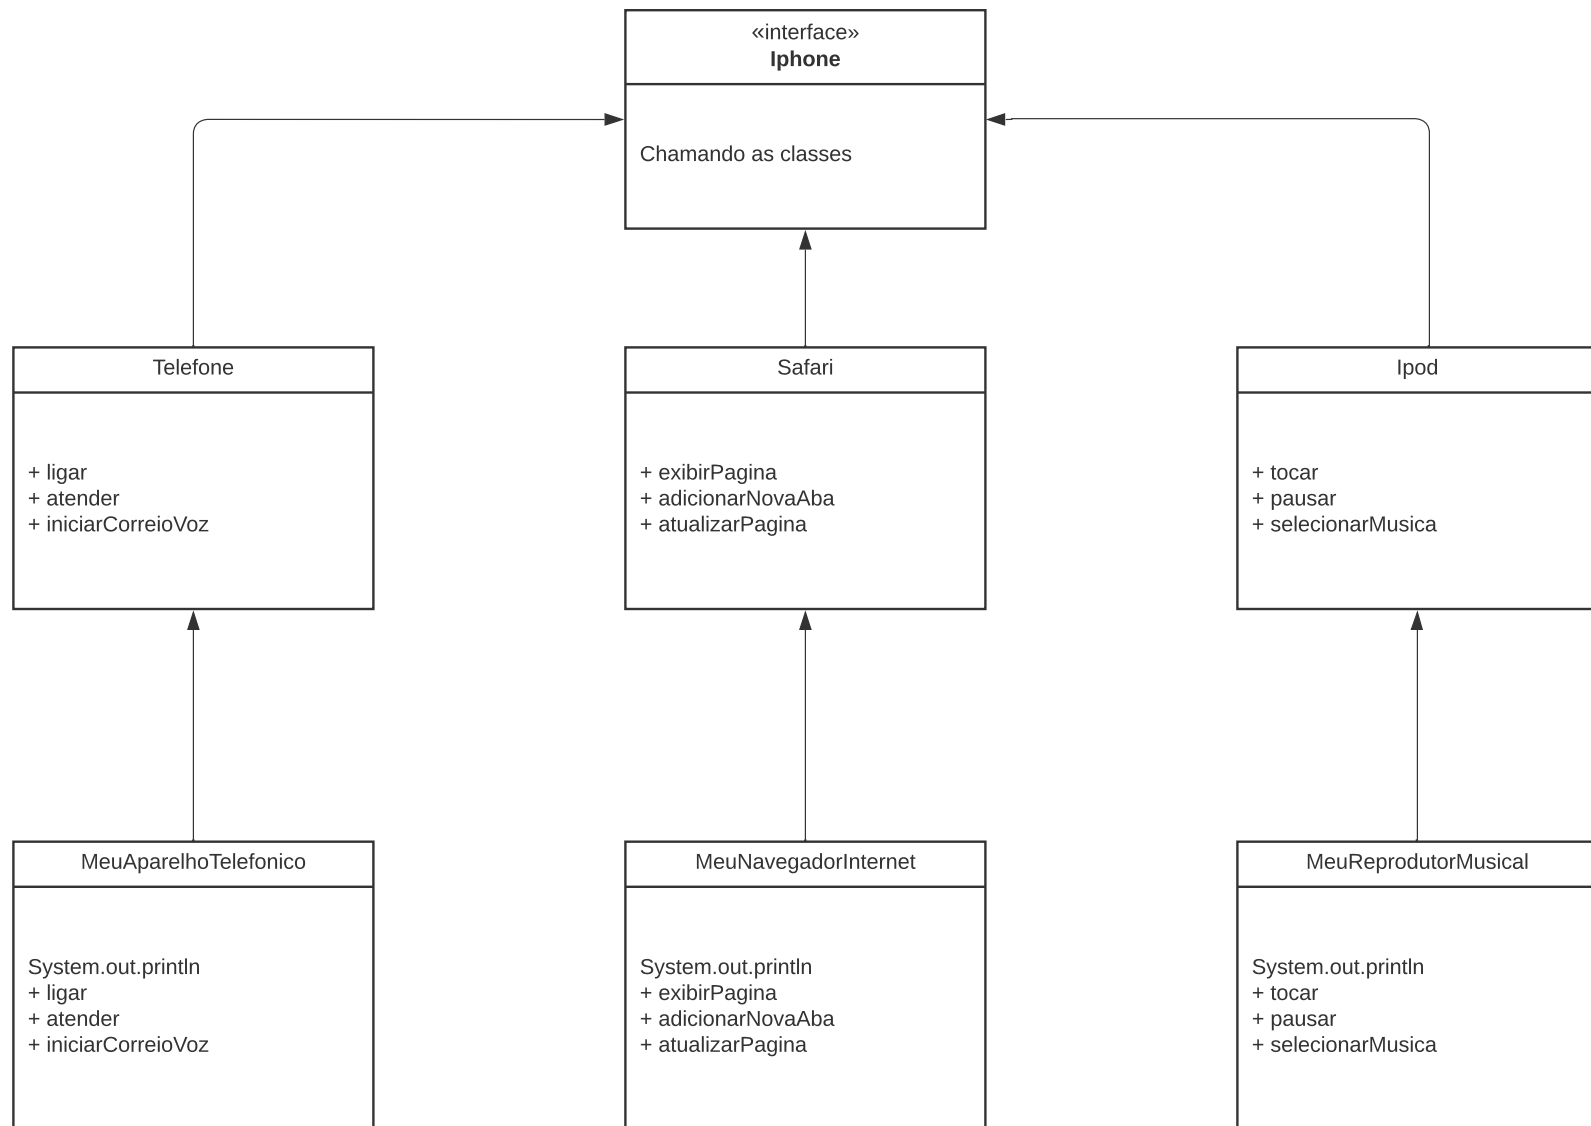 «interface»
Iphone
Chamando as classes
Telefone
+ ligar
+ atender
+ iniciarCorreioVoz
Safari
+ exibirPagina
+ adicionarNovaAba
+ atualizarPagina
Ipod
+ tocar
+ pausar
+ selecionarMusica
MeuAparelhoTelefonico
System.out.println
+ ligar
+ atender
+ iniciarCorreioVoz
MeuNavegadorInternet
System.out.println
+ exibirPagina
+ adicionarNovaAba
+ atualizarPagina
MeuReprodutorMusical
System.out.println
+ tocar
+ pausar
+ selecionarMusica